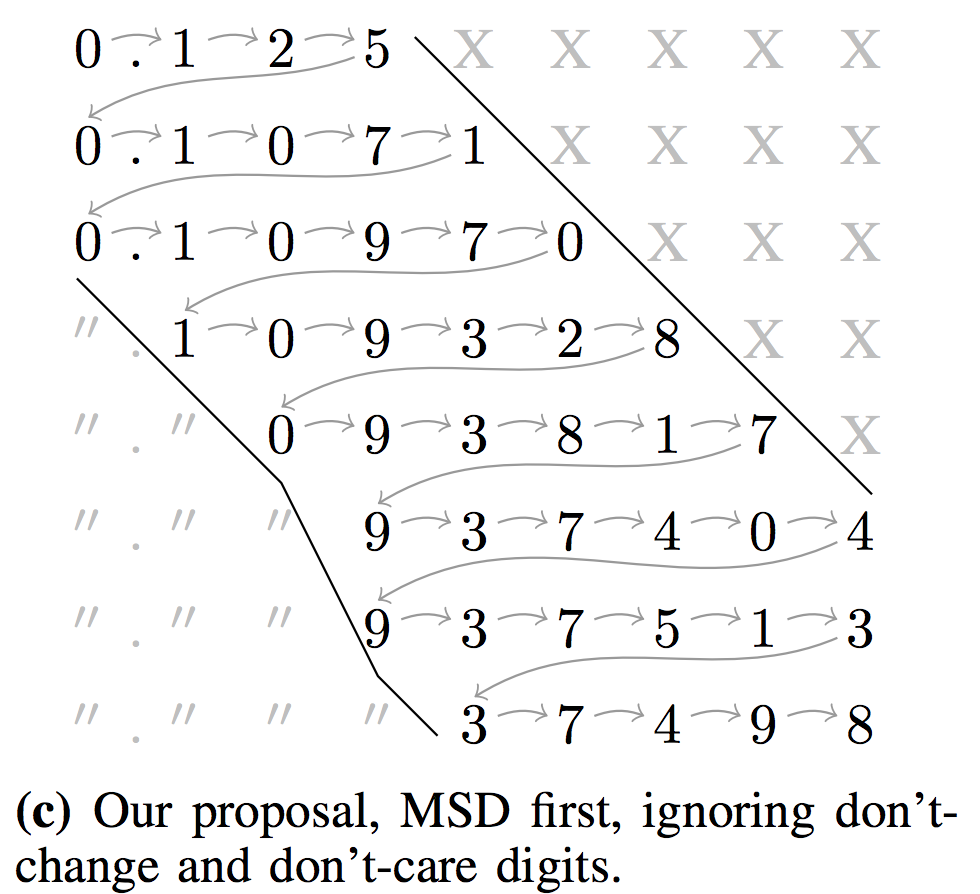 0 . 1 2 5 X X X X X
0 . 1 0 7 1 X X X X
0 . 1 0 9 7 0 X X X
" . 1 0 9 3 2 8 X X
" . " 0 9 3 8 1 7 X
" . " " 9 3 7 4 0 4
" . " " 9 3 7 5 1 3
" . " " " 3 7 4 9 8
(c) Our proposal, MSD first, ignoring don't-
change and don't-care digits.